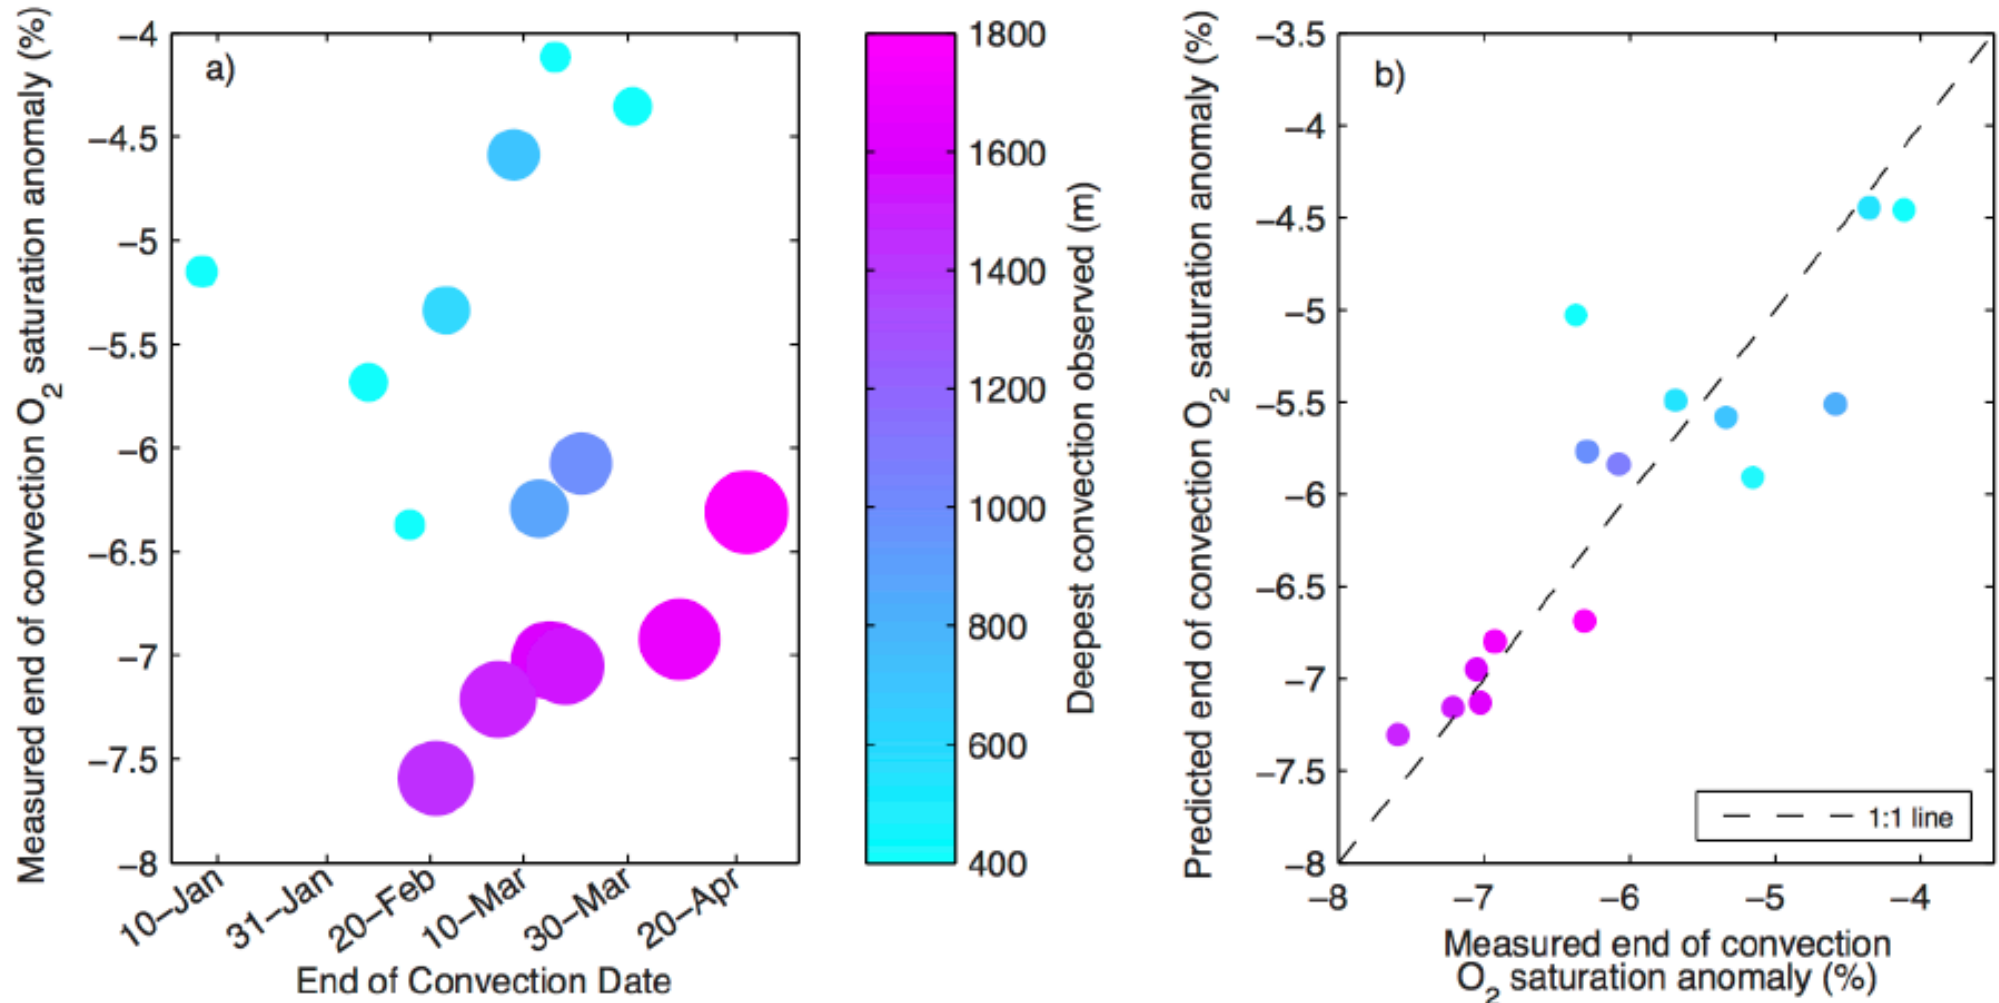 a)
Measured end of convection O2 saturation anomaly (%)
−4
−4.5
−5
−5.5
−6
−6.5
−7
−7.5
−8
10−Jan
31−Jan
20−Feb
10−Mar
30−Mar
20−Apr
End of Convection Date
1800
1600
1400
1200
1000
800
600
400
Deepest convection observed (m)
b)
Predicted end of convection O2 saturation anomaly (%)
−3.5
−4
−4.5
−5
−5.5
−6
−6.5
−7
−7.5
−8
1:1 line
−8
−7
−6
−5
−4
Measured end of convection
O2 saturation anomaly (%)